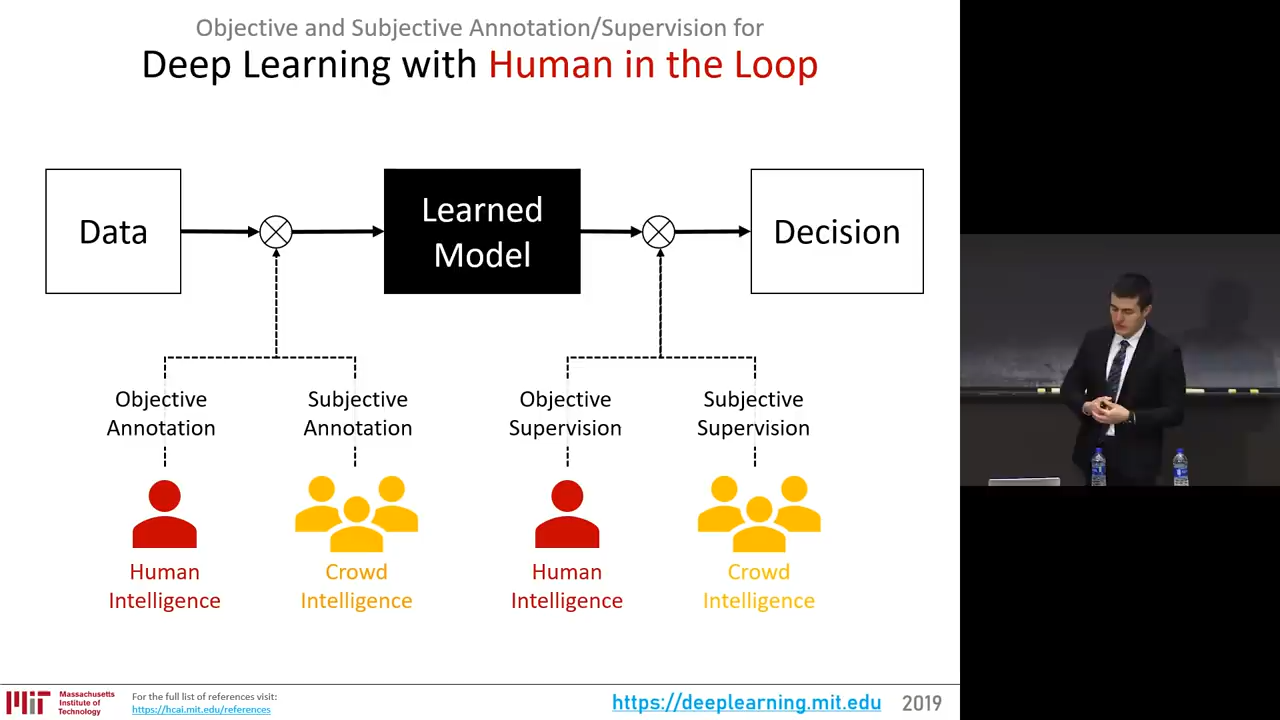 Objective and Subjective Annotation/Supervision for
Deep Learning with Human in the Loop
Data
Learned
Model
Decision
Objective
Annotation
Subjective
Annotation
Objective
Supervision
Subjective
Supervision
Human
Intelligence
Crowd
Intelligence
Human
Intelligence
Crowd
Intelligence
MIT
Massachusetts
Institute of
Technology
For the full list of references visit:
https://hcai.mit.edu/references
https://deeplearning.mit.edu
2019